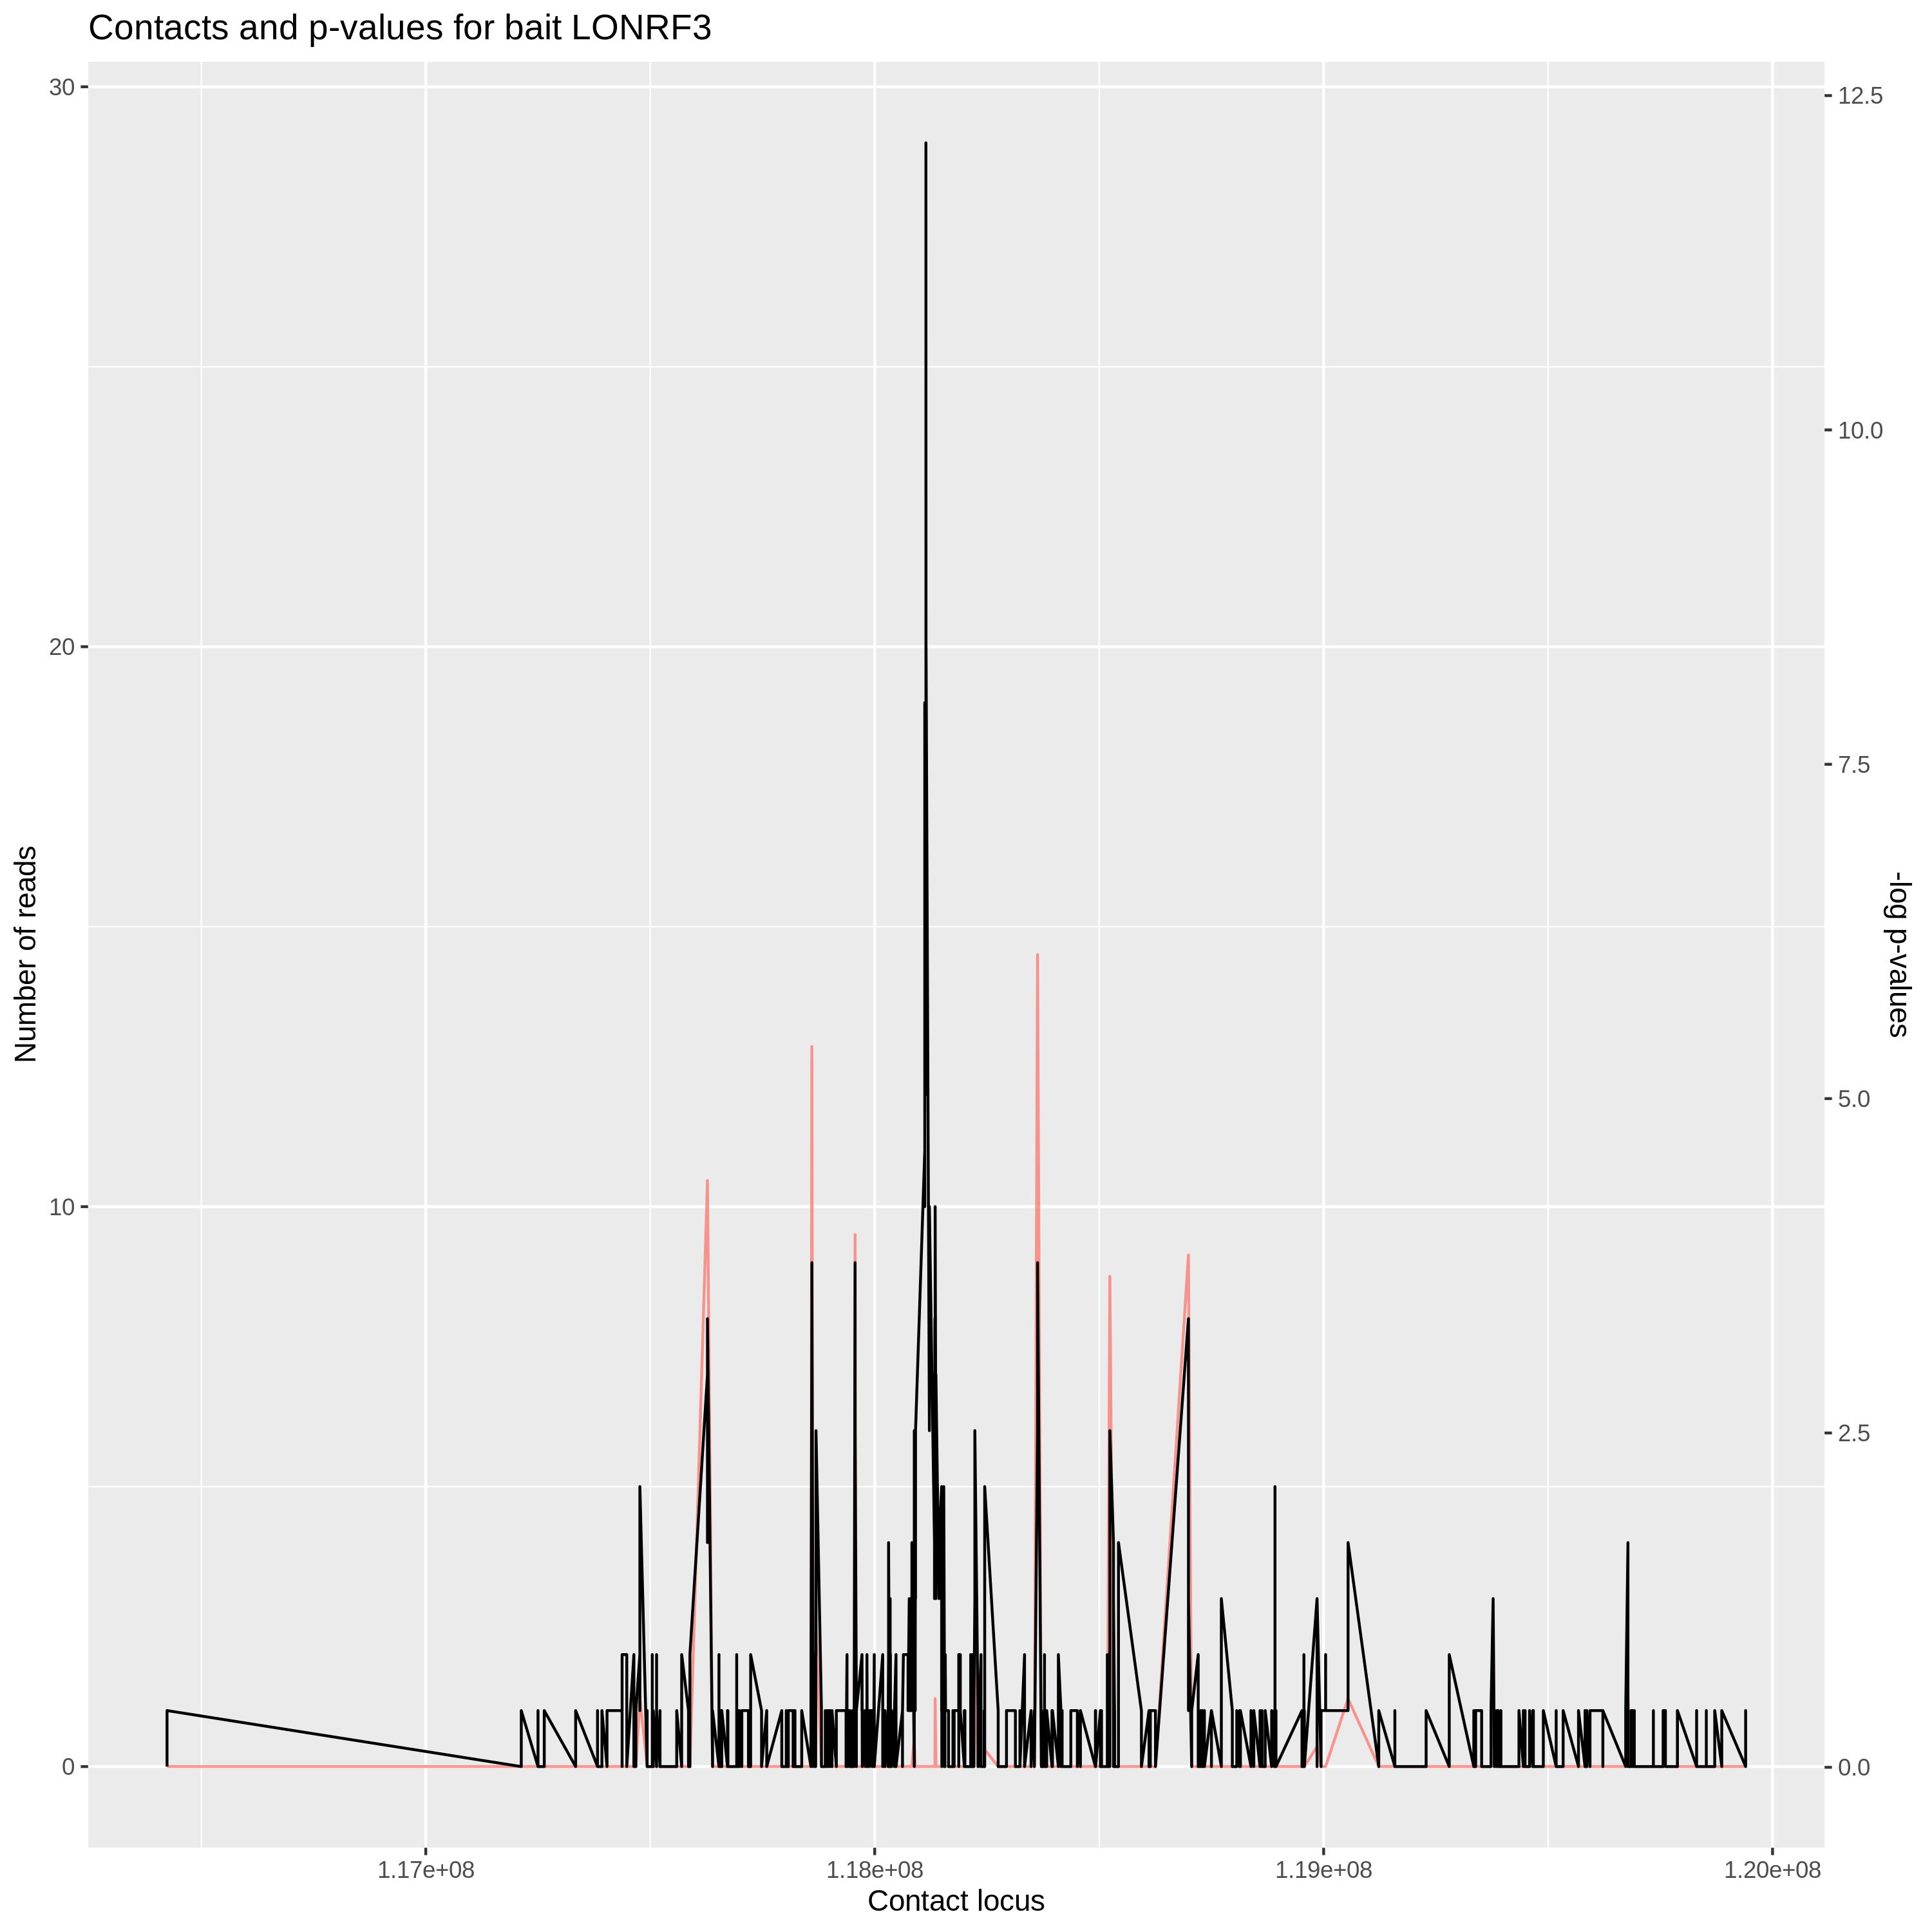 Contacts and p-values for bait LONRF3
30
20
10
0
Number of reads
12.5
10.0
7.5
5.0
2.5
0.0
-log p-values
1.17e+08
1.18e+08
1.19e+08
1.20e+08
Contact locus